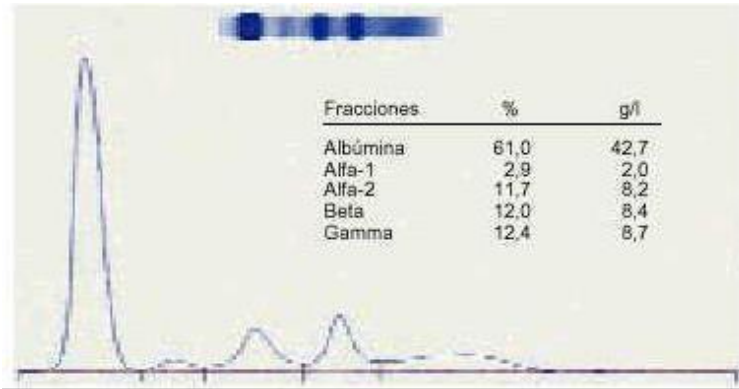 Fracciones % g/l
Albúmina 61,0 42,7
Alfa-1 2,9 2,0
Alfa-2 11,7 8,2
Beta 12,0 8,4
Gamma 12,4 8,7